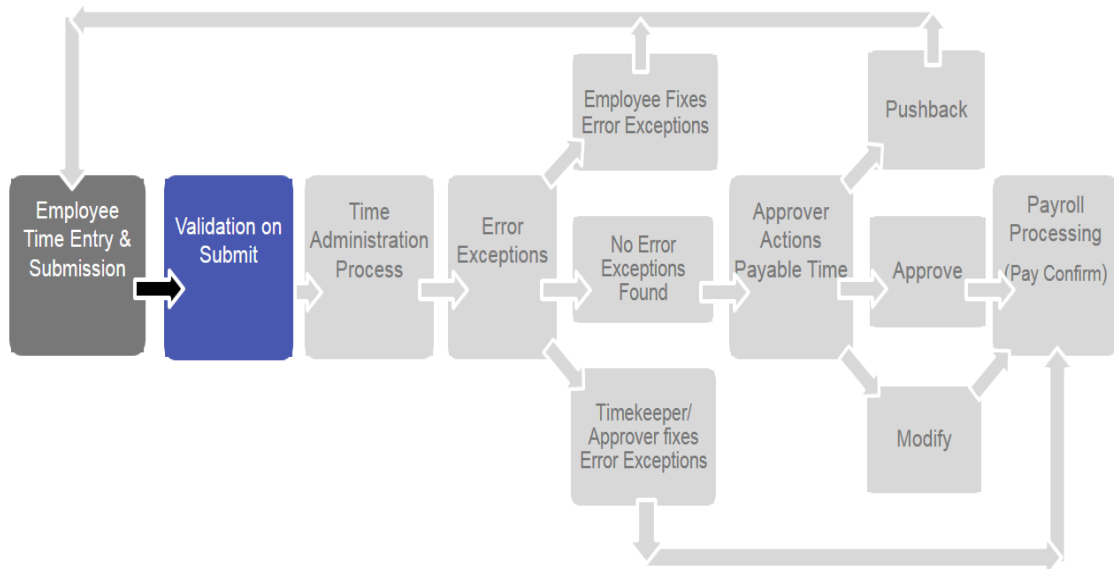 Employee Fixes
Error Exceptions
Pushback
Employee
Time Entry &
Submission
Validation on
Submit
Time
Administration
Process
Error
Exceptions
No Error
Exceptions
Found
Approver
Actions
Payable Time
Approve
Payroll
Processing
(Pay Confirm)
Timekeeper/
Approver fixes
Error Exceptions
Modify